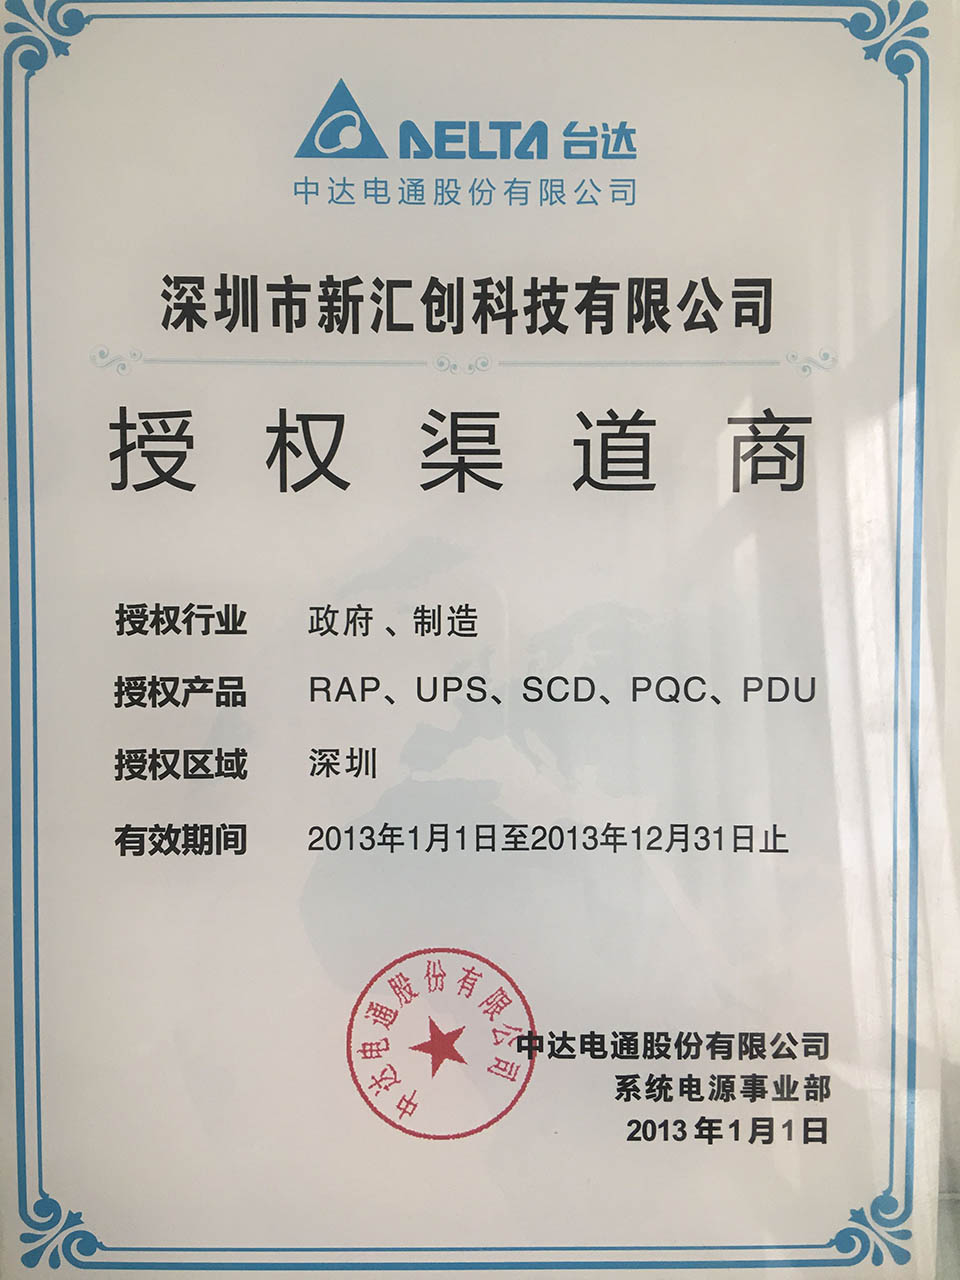 DELTA 台达
中达电通股份有限公司
深圳市新汇创科技有限公司
授权渠道商
授权行业 政府、制造
授权产品 RAP、UPS、SCD、PQC、PDU
授权区域 深圳
有效期间 2013年1月1日至2013年12月31日止
中达电通股份有限公司
中达电通股份有限公司
系统电源事业部
2013年1月1日